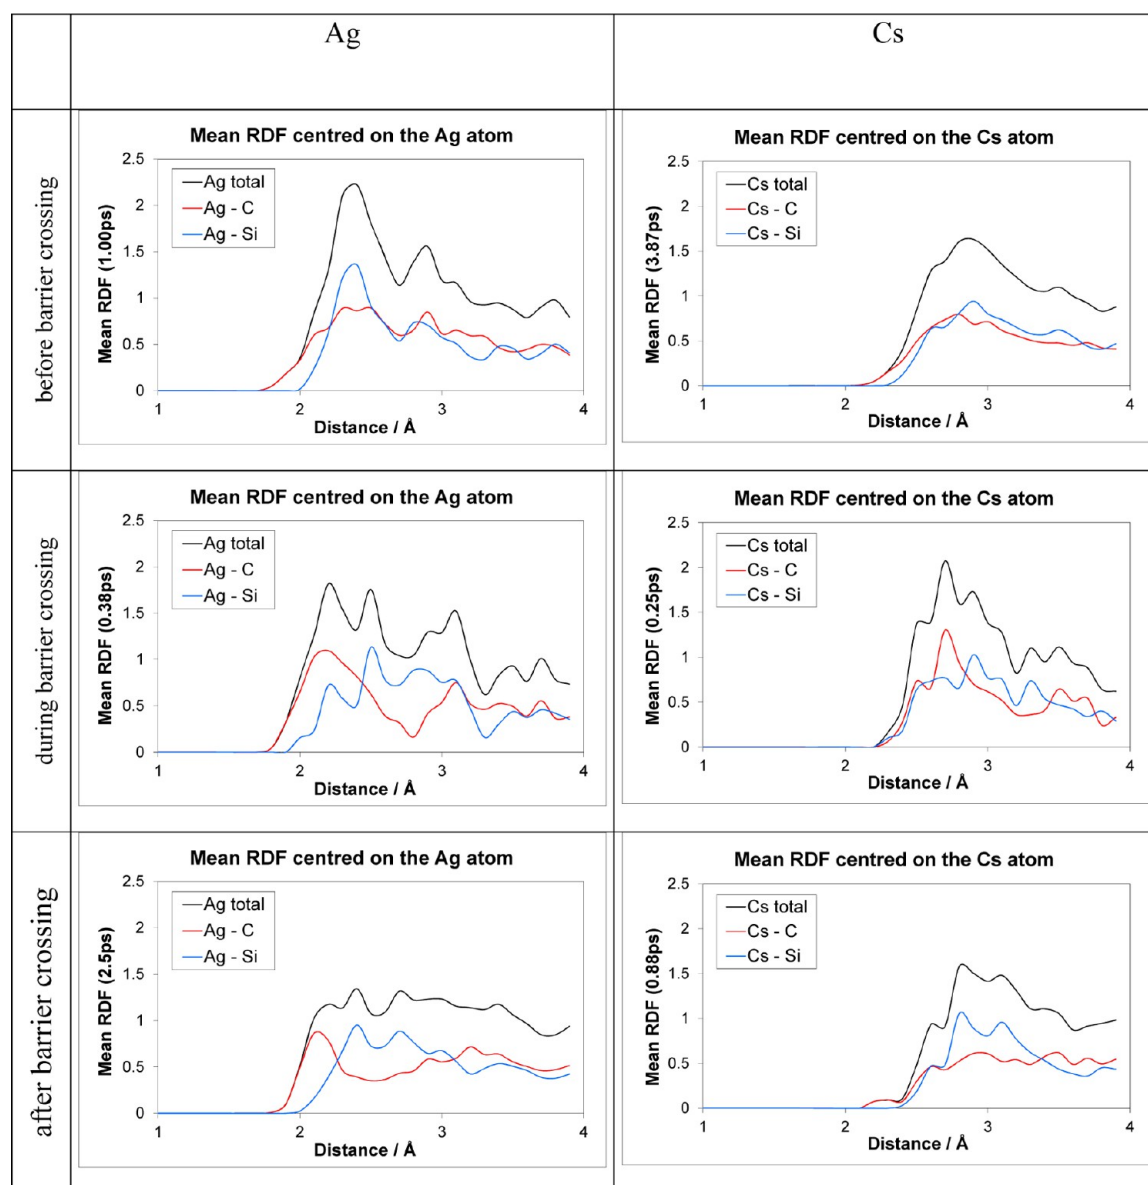 Ag
Cs
before barrier crossing
Mean RDF centred on the Ag atom
2.5
2
1.5
1
0.5
0
Mean RDF (1.00ps)
Ag total
Ag - C
Ag - Si
1 2 3 4
Distance / Å
Mean RDF centred on the Cs atom
2.5
2
1.5
1
0.5
0
Mean RDF (3.87ps)
Cs total
Cs - C
Cs - Si
1 2 3 4
Distance / Å
during barrier crossing
Mean RDF centred on the Ag atom
2.5
2
1.5
1
0.5
0
Mean RDF (0.38ps)
Ag total
Ag - C
Ag - Si
1 2 3 4
Distance / Å
Mean RDF centred on the Cs atom
2.5
2
1.5
1
0.5
0
Mean RDF (0.25ps)
Cs total
Cs - C
Cs - Si
1 2 3 4
Distance / Å
after barrier crossing
Mean RDF centred on the Ag atom
2.5
2
1.5
1
0.5
0
Mean RDF (2.5ps)
Ag total
Ag - C
Ag - Si
1 2 3 4
Distance / Å
Mean RDF centred on the Cs atom
2.5
2
1.5
1
0.5
0
Mean RDF (0.88ps)
Cs total
Cs - C
Cs - Si
1 2 3 4
Distance / Å